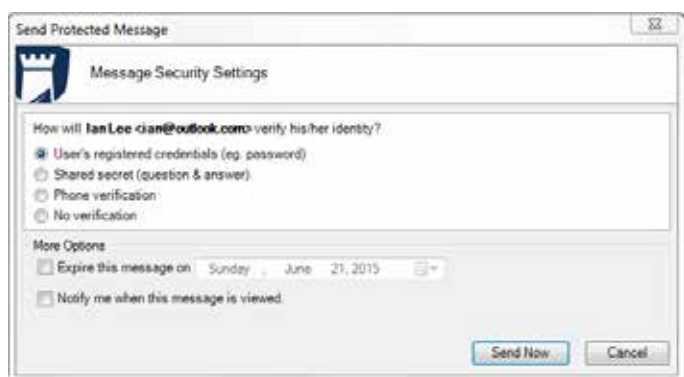 Send Protected Message
Message Security Settings
How will Ian Lee <ian@outlook.com> verify his/her identity?
User's registered credentials (eg. password)
Shared secret (question & answer)
Phone verification
No verification
More Options
Expire this message on Sunday , June 21, 2015
Notify me when this message is viewed.
Send Now Cancel